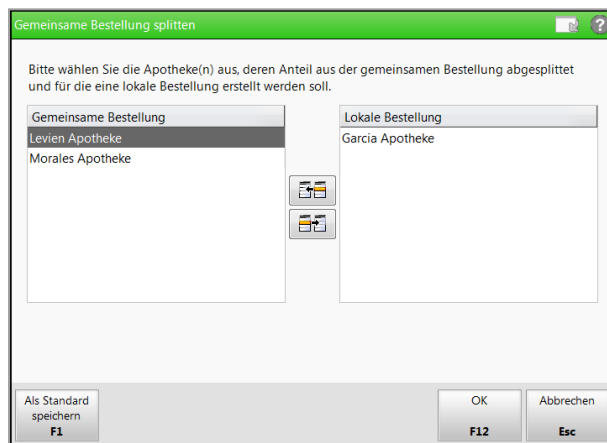 Gemeinsame Bestellung splitten
?
Bitte wählen Sie die Apotheke(n) aus, deren Anteil aus der gemeinsamen Bestellung abgesplittet
und für die eine lokale Bestellung erstellt werden soll.
Gemeinsame Bestellung
Levien Apotheke
Morales Apotheke
Lokale Bestellung
Garcia Apotheke
Als Standard
speichern
F1
OK
F12
Abbrechen
Esc